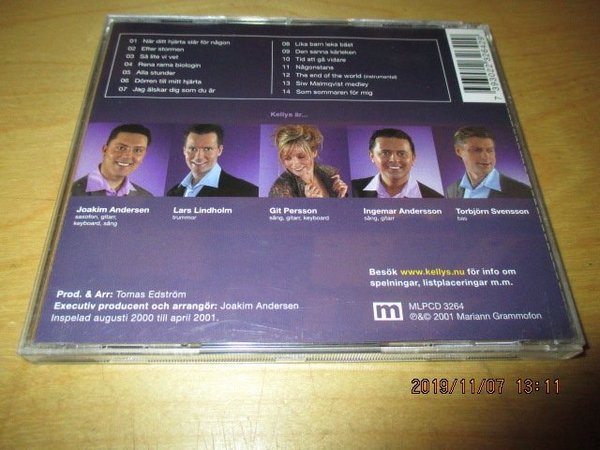 01 När ditt hjärta slår för någon
02 Efter stormen
03 Så lite vi vet
04 Rena rama biologin
05 Alla stunder
06 Dörren till mitt hjärta
07 Jag älskar dig som du är
08 Lika barn leka bäst
09 Den sanna kärleken
10 Tid att gå vidare
11 Någonstans
12 The end of the world (instrumental)
13 Siw Malmqvist medley
14 Som sommaren för mig
Kellys är...
Joakim Andersen
saxofon, gitarr,
keyboard, sång
Lars Lindholm
trummor
Git Persson
sång, gitarr, keyboard
Ingemar Andersson
sång, gitarr
Torbjörn Svensson
bas
Besök www.kellys.nu för info om
spelningar, listplaceringar m.m.
Prod. & Arr: Tomas Edström
Executiv producent och arrangör: Joakim Andersen
Inspelad augusti 2000 till april 2001.
m
MLPCD 3264
℗&© 2001 Mariann Grammofon
2019/11/07 13:11